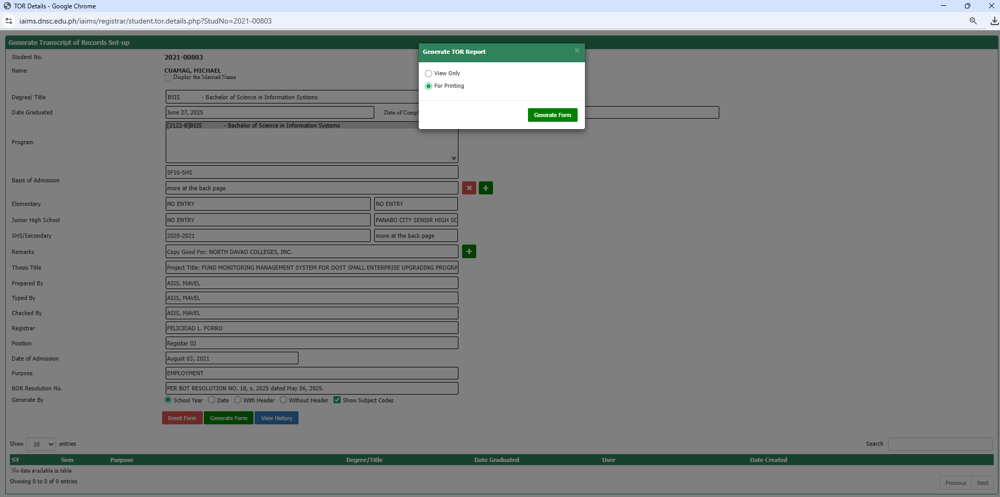 TOR Details - Google Chrome
iaims.dnsc.edu.ph/iaims/registrar/student.tor.details.php?StudNo=2021-00803
Generate Transcript of Records Set-up
Generate TOR Report
View Only
For Printing
Generate Form
Student No. 2021-00803
Name CUAMAG, MICHAEL
Display the Married Name
Degree/ Title BSIS - Bachelor of Science in Information Systems
Date Graduated June 27, 2025 Date of Compl
Program [2122-B]BSIS - Bachelor of Science in Information Systems
Basis of Admission SF10-SHS
more at the back page
Elementary NO ENTRY NO ENTRY
Junior High School NO ENTRY PANABO CITY SENI0R HIGH SC
SHS/Secondary 2020-2021 more at the back page
Remarks Copy Good For: NORTH DAVAO COLLEGES, INC.
Thesis Title Project Title: FUND MONITORING MANAGEMENT SYSTEM FOR DOST SMALL ENTERPRISE UPGRADING PROGRA
Prepared By ASIS, MAVEL
Typed By ASIS, MAVEL
Checked By ASIS, MAVEL
Registrar FELICIDAD L. FORRO
Position Registar III
Date of Admission August 03, 2021
Purpose EMPLOYMENT
BOR Resolution No. PER BOT RESOLUTION NO. 18, s. 2025 dated May 06, 2025.
Generate By School Year Date With Header Without Header Show Subject Codes
Reset Form Generate Form View History
Show 10 entries Search
SY Sem Purpose Degree/Title Date Graduated User Date Created
No data available in table
Showing 0 to 0 of 0 entries
Previous Next